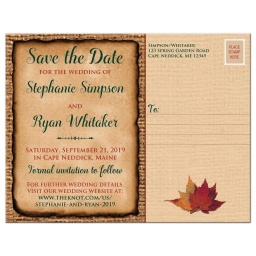 Save the Date
FOR THE WEDDING OF
Stephanie Simpson
AND
Ryan Whitaker
SATURDAY, SEPTEMBER 21, 2019
IN CAPE NEDDICK, MAINE
Formal invitation to follow
FOR FURTHER WEDDING DETAILS
VISIT OUR WEDDING WEBSITE AT
WWW.THEKNOT.COM/US/
STEPHANIE-AND-RYAN-2019
SIMPSON-WHITAKER
123 SPRING GARDEN ROAD
CAPE NEDDICK, ME 12345
PLACE
STAMP
HERE
To: